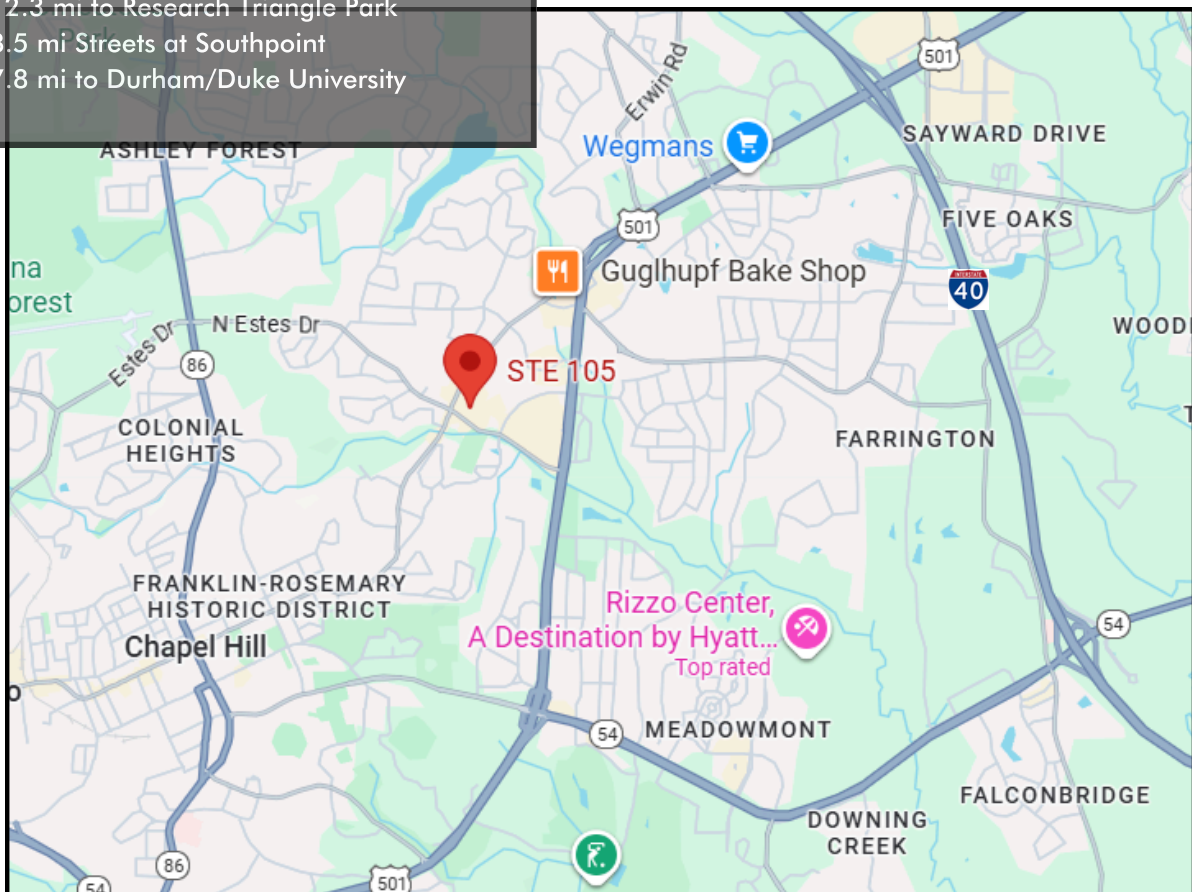 2.3 mi to Research Triangle Park
.5 mi Streets at Southpoint
.8 mi to Durham/Duke University
501
Erwin Rd
Wegmans
SAYWARD DRIVE
ASHLEY FOREST
FIVE OAKS
501
na
orest
Guglhupf Bake Shop
INTERSTATE
40
Estes Dr
N Estes Dr
WOOD
86
STE 105
COLONIAL
HEIGHTS
FARRINGTON
FRANKLIN-ROSEMARY
HISTORIC DISTRICT
Chapel Hill
Rizzo Center,
A Destination by Hyatt...
Top rated
54
o
54
MEADOWMONT
FALCONBRIDGE
DOWNING
CREEK
86
54
501